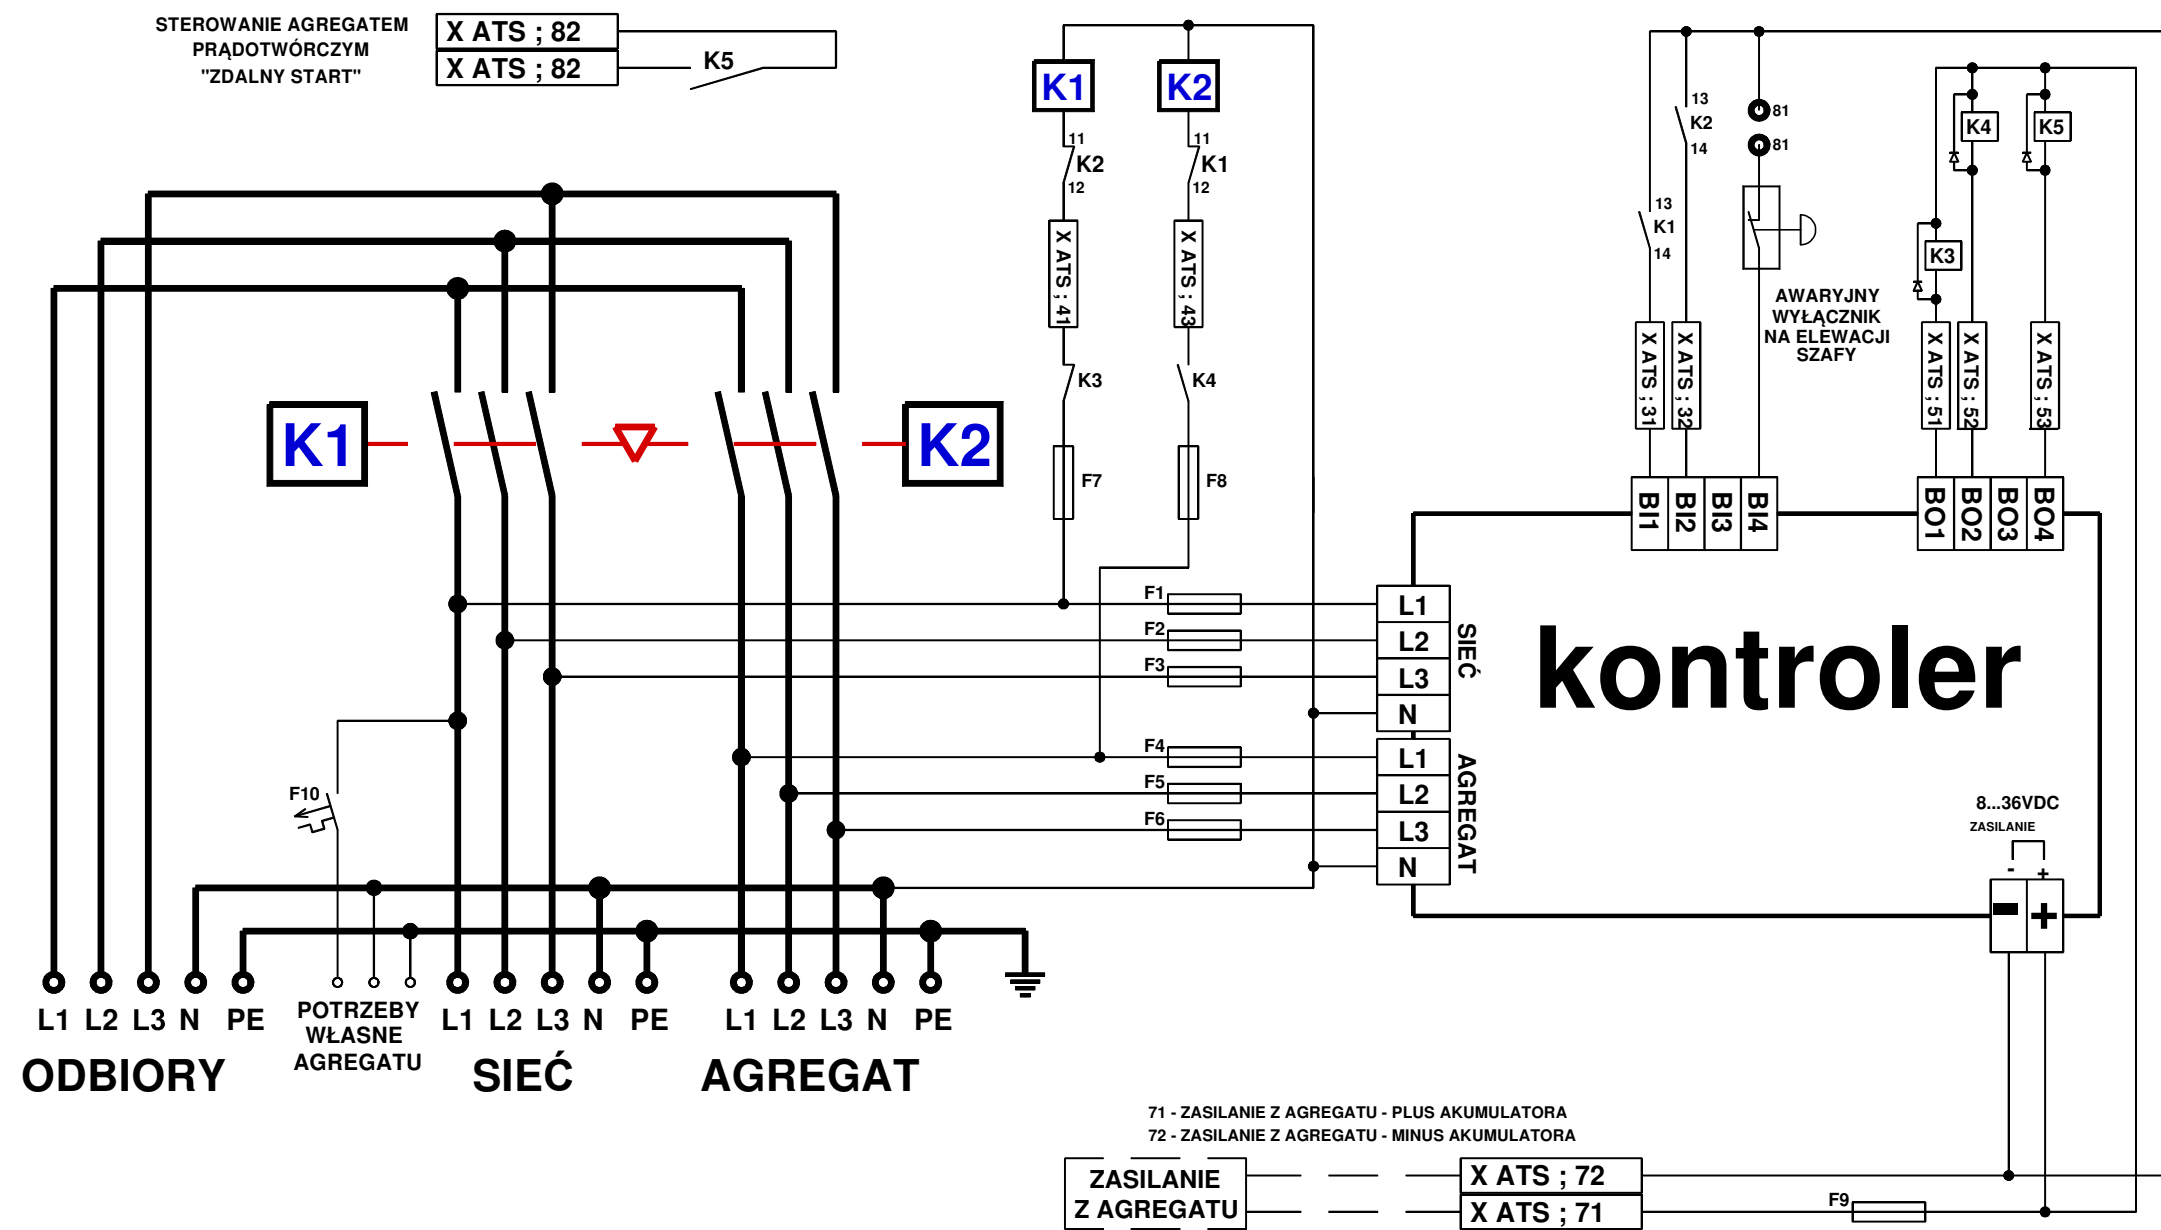 STEROWANIE AGREGATEM
PRĄDOTWÓRCZYM
"ZDALNY START"
X ATS ; 82
X ATS ; 82
K5
K1
K2
11
K2
12
11
K1
12
X ATS ; 41
X ATS ; 43
K3
K4
F7
F8
13
K2
14
81
81
13
K1
14
AWARYJNY
WYŁĄCZNIK
NA ELEWACJI
SZAFY
K4
K5
K3
X ATS ; 31
X ATS ; 32
X ATS ; 51
X ATS ; 52
X ATS ; 53
BI1
BI2
BI3
BI4
BO1
BO2
BO3
BO4
K1
K2
F1
F2
F3
F4
F5
F6
L1
L2
L3
N
SIEĆ
L1
L2
L3
N
AGREGAT
kontroler
8...36VDC
ZASILANIE
- +
- +
F10
L1 L2 L3 N PE
ODBIORY
POTRZEBY
WŁASNE
AGREGATU
L1 L2 L3 N PE
SIEĆ
L1 L2 L3 N PE
AGREGAT
71 - ZASILANIE Z AGREGATU - PLUS AKUMULATORA
72 - ZASILANIE Z AGREGATU - MINUS AKUMULATORA
ZASILANIE
Z AGREGATU
X ATS ; 72
X ATS ; 71
F9